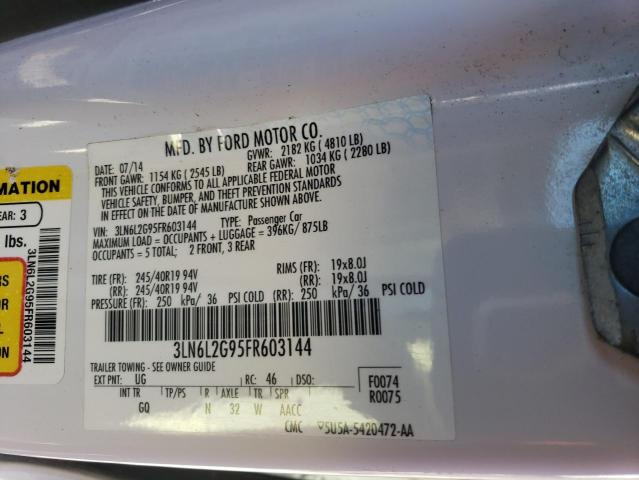 MFD. BY FORD MOTOR CO.
DATE: 07/14 GVWR: 2182 KG ( 4810 LB)
FRONT GAWR: 1154 KG ( 2545 LB) REAR GAWR: 1034 KG ( 2280 LB)
THIS VEHICLE CONFORMS TO ALL APPLICABLE FEDERAL MOTOR
VEHICLE SAFETY, BUMPER, AND THEFT PREVENTION STANDARDS
IN EFFECT ON THE DATE OF MANUFACTURE SHOWN ABOVE.
VIN: 3LN6L2G95FR603144 TYPE: Passenger Car
MAXIMUM LOAD = OCCUPANTS + LUGGAGE = 396KG/ 875LB
OCCUPANTS = 5 TOTAL; 2 FRONT, 3 REAR
TIRE (FR): 245/40R19 94V RIMS (FR): 19x8.0J
(RR): 245/40R19 94V (RR): 19x8.0J
PRESSURE (FR): 250 kPa/ 36 PSI COLD (RR): 250 kPa/ 36 PSI COLD
3LN6L2G95FR603144
TRAILER TOWING - SEE OWNER GUIDE
EXT PNT: UG RC: 46 DSO: F0074
R0075
INT TR TP/PS R AXLE TR SPR
GQ N 32 W AACC
CMC 5U5A-5420472-AA
MATION
EAR: 3
lbs.
OR
ON
3LN6L2G95FR603144